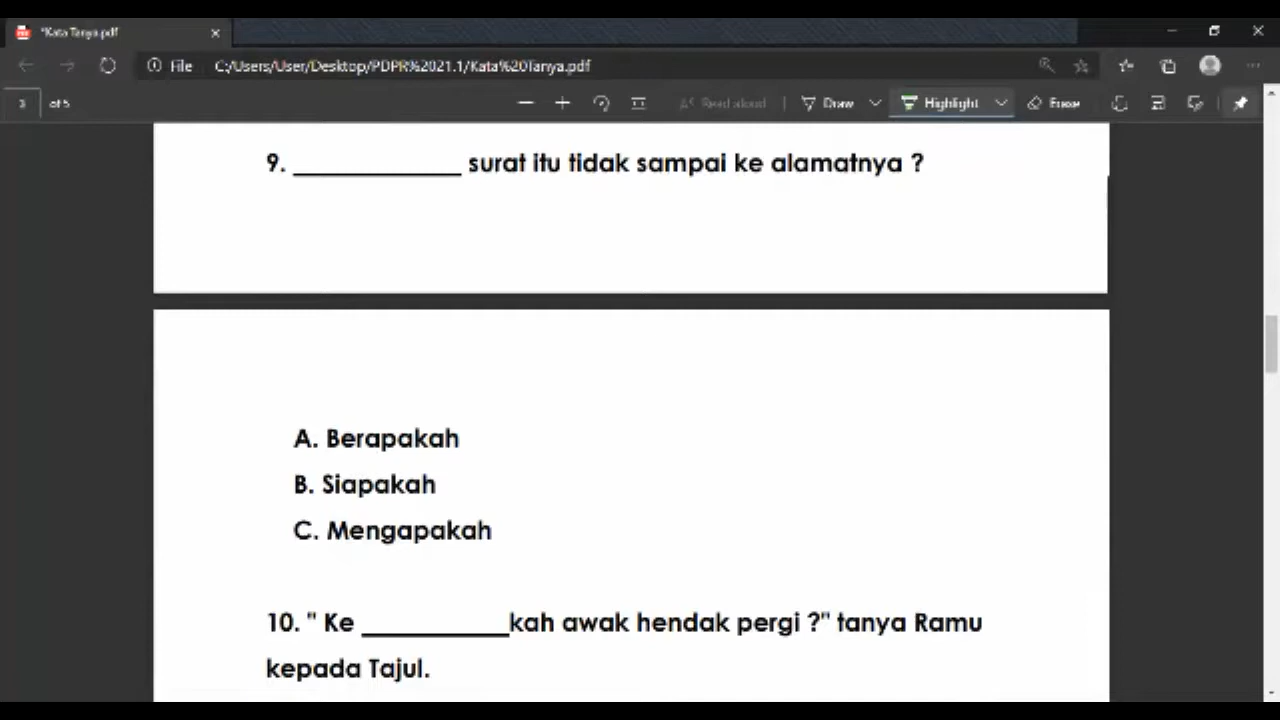 *Kata Tanya.pdf
File C:/Users/User/Desktop/PDPR%2021.1/Kata%20Tanya.pdf
3 of 5 Read aloud Draw Highlight Erase
9. ____________ surat itu tidak sampai ke alamatnya ?
A. Berapakah
B. Siapakah
C. Mengapakah
10. " Ke ___________kah awak hendak pergi ?" tanya Ramu
kepada Tajul.